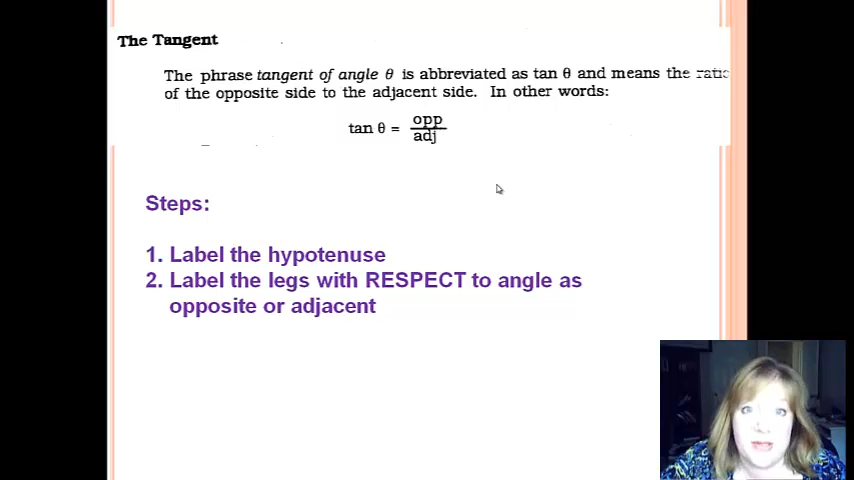 The Tangent
The phrase tangent of angle θ is abbreviated as tan θ and means the ratio
of the opposite side to the adjacent side. In other words:
tan θ = opp
adj
Steps:
1. Label the hypotenuse
2. Label the legs with RESPECT to angle as
opposite or adjacent